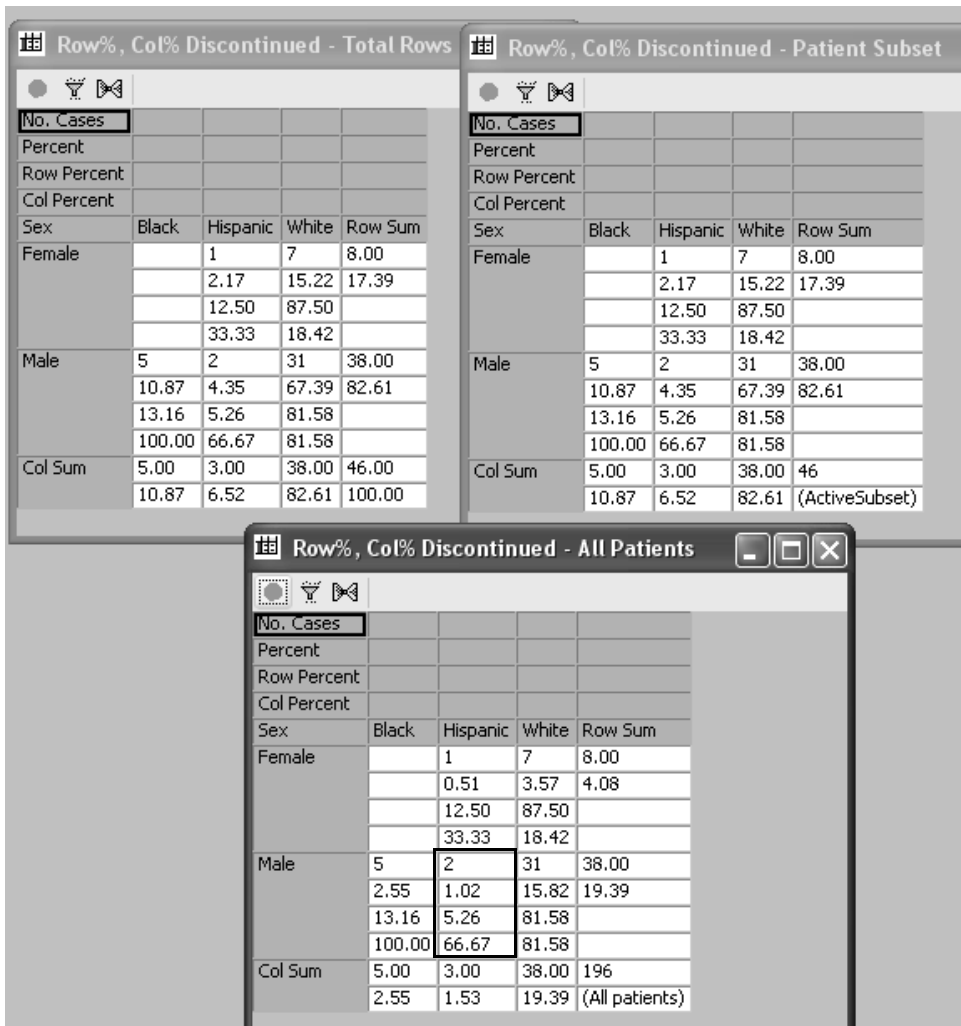 Row%, Col% Discontinued - Total Rows
No. Cases
Percent
Row Percent
Col Percent
Sex Black Hispanic White Row Sum
Female 1 7 8.00
2.17 15.22 17.39
12.50 87.50
33.33 18.42
Male 5 2 31 38.00
10.87 4.35 67.39 82.61
13.16 5.26 81.58
100.00 66.67 81.58
Col Sum 5.00 3.00 38.00 46.00
10.87 6.52 82.61 100.00
Row%, Col% Discontinued - Patient Subset
No. Cases
Percent
Row Percent
Col Percent
Sex Black Hispanic White Row Sum
Female 1 7 8.00
2.17 15.22 17.39
12.50 87.50
33.33 18.42
Male 5 2 31 38.00
10.87 4.35 67.39 82.61
13.16 5.26 81.58
100.00 66.67 81.58
Col Sum 5.00 3.00 38.00 46
10.87 6.52 82.61 (ActiveSubset)
Row%, Col% Discontinued - All Patients
No. Cases
Percent
Row Percent
Col Percent
Sex Black Hispanic White Row Sum
Female 1 7 8.00
0.51 3.57 4.08
12.50 87.50
33.33 18.42
Male 5 2 31 38.00
2.55 1.02 15.82 19.39
13.16 5.26 81.58
100.00 66.67 81.58
Col Sum 5.00 3.00 38.00 196
2.55 1.53 19.39 (All patients)